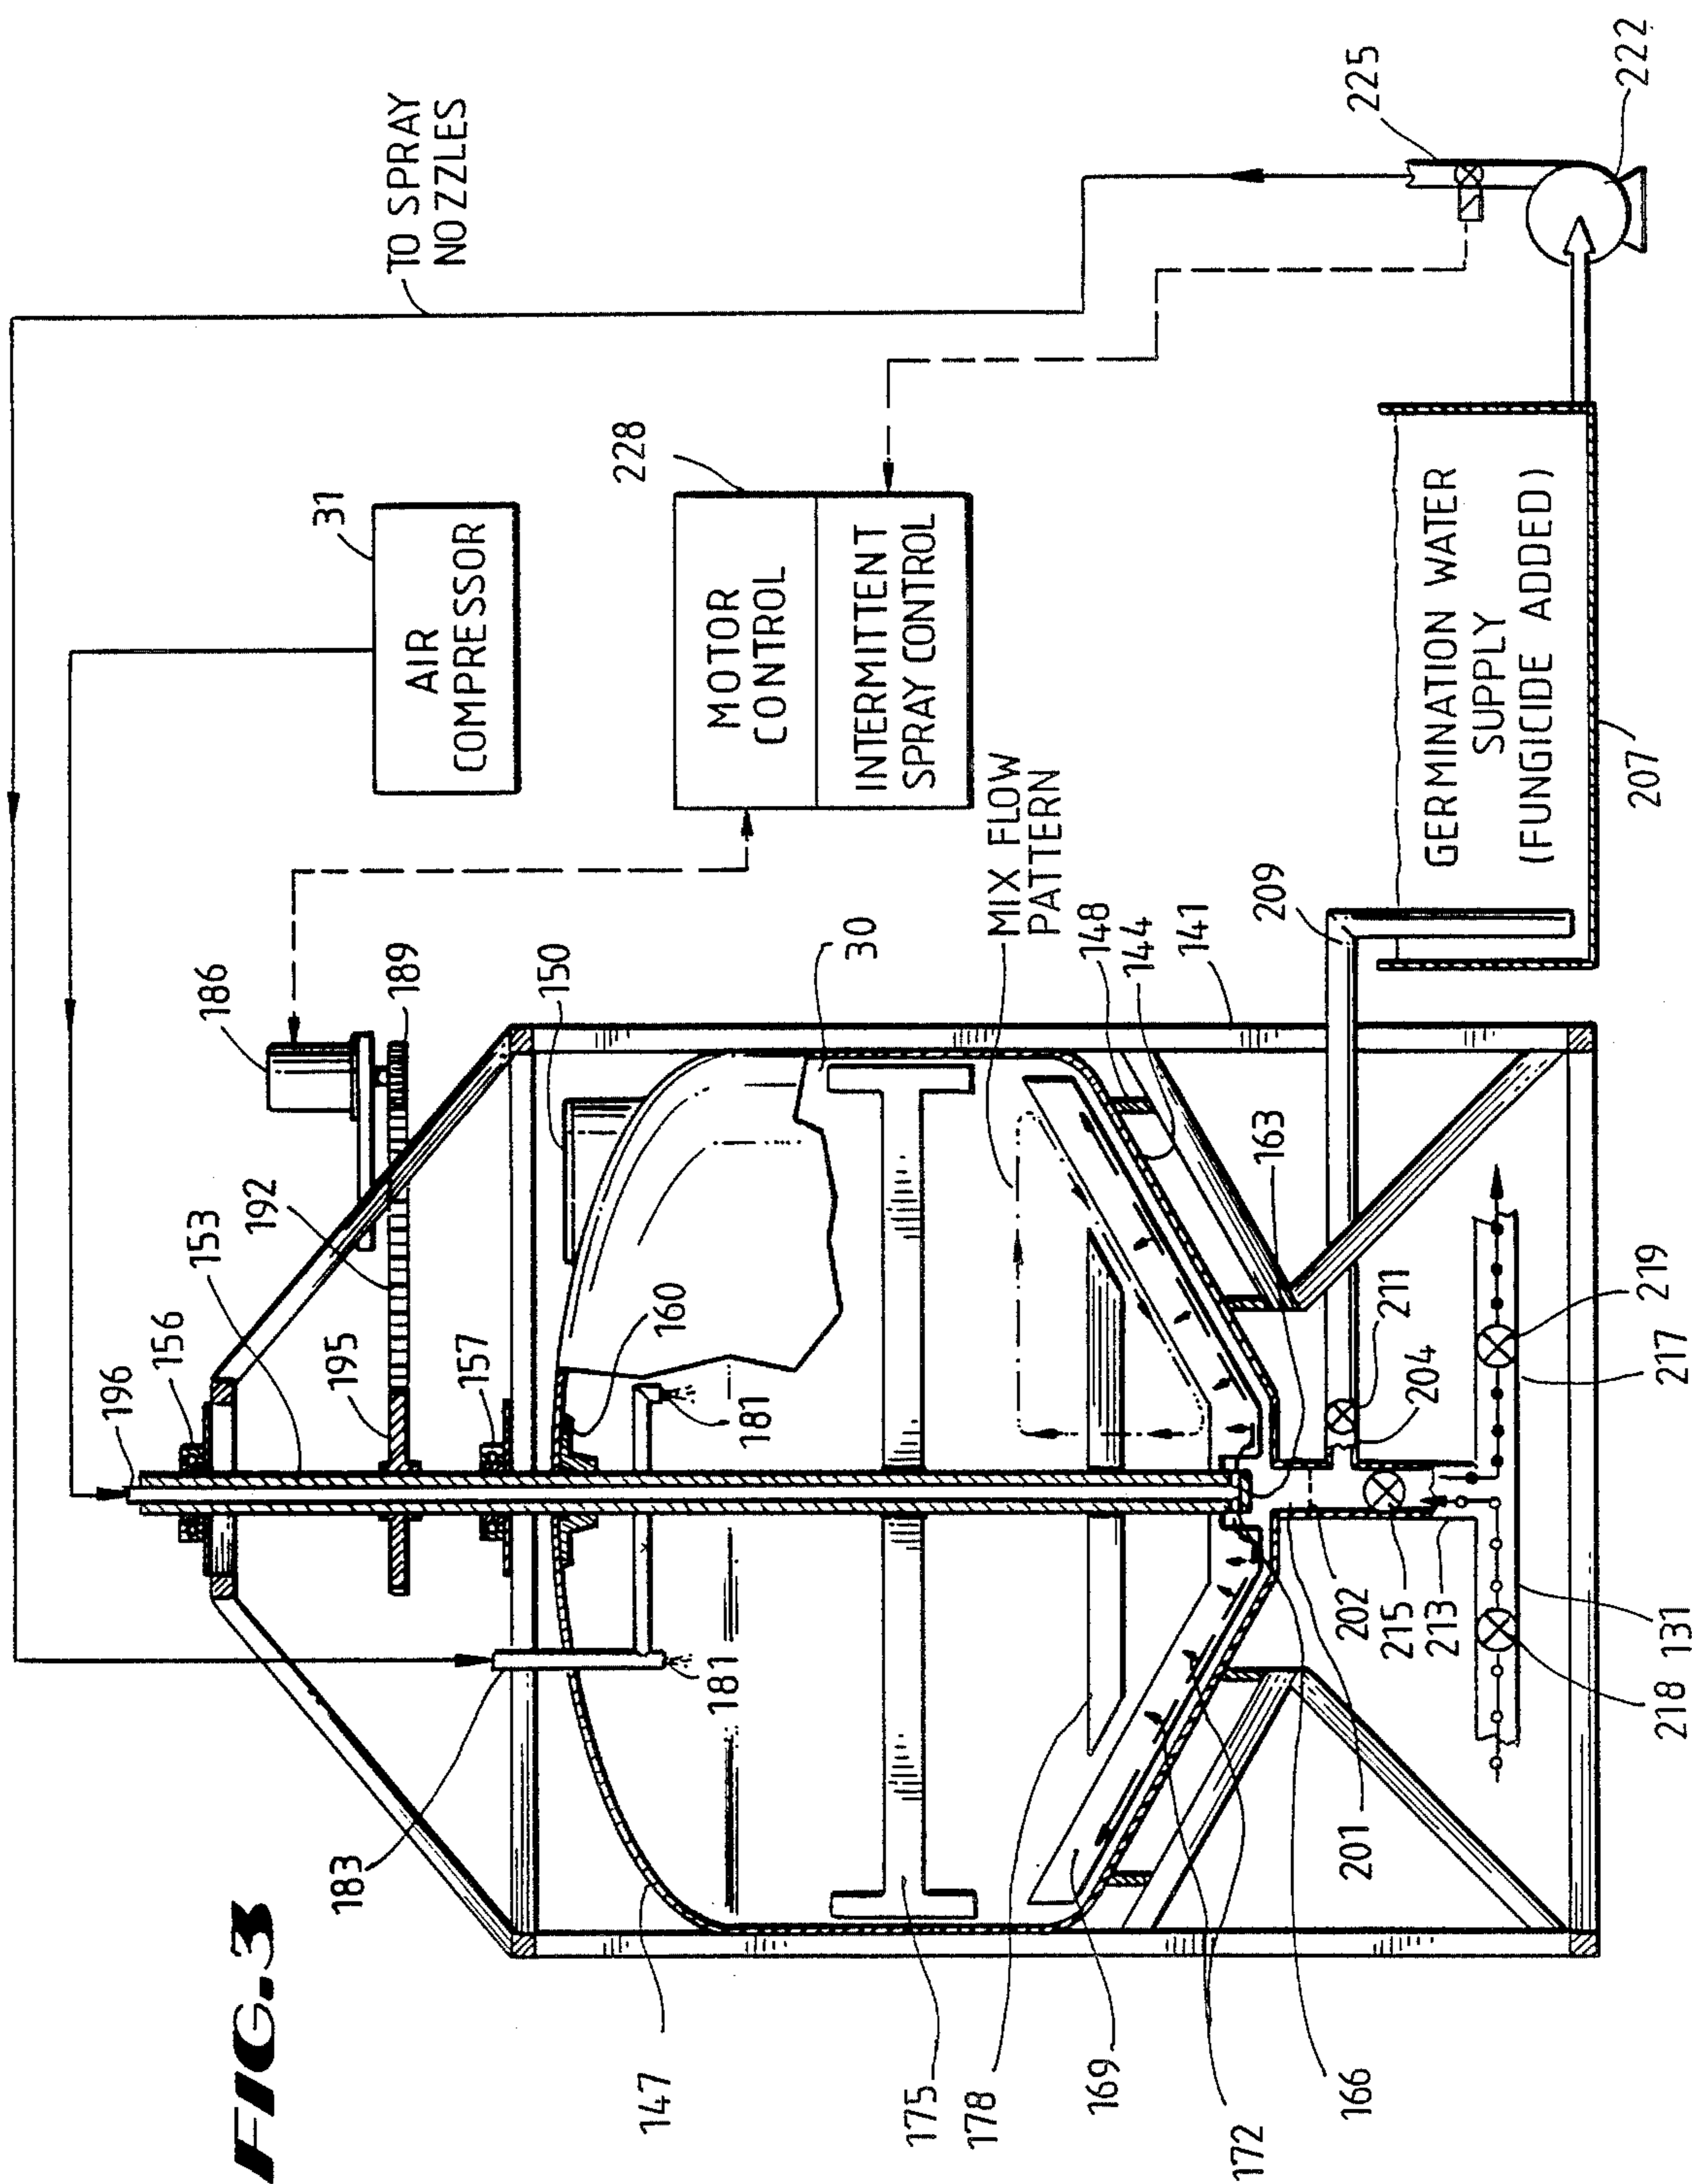 FIG.3
TO SPRAY
NOZZLES
225
222
31
AIR
COMPRESSOR
228
MOTOR
CONTROL
INTERMITTENT
SPRAY CONTROL
GERMINATION WATER
SUPPLY
(FUNGICIDE ADDED)
207
209
MIX FLOW
PATTERN
186
189
150
30
148
144
141
163
192
153
156
196
195
157
160
181
181
183
147
175
178
169
172
166
201
202
215
213
211
204
219
217
131
218